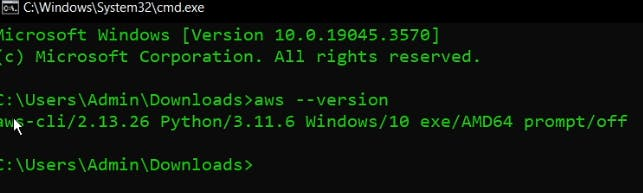 C:\Windows\System32\cmd.exe
Microsoft Windows [Version 10.0.19045.3570]
(c) Microsoft Corporation. All rights reserved.
C:\Users\Admin\Downloads>aws --version
aws-cli/2.13.26 Python/3.11.6 Windows/10 exe/AMD64 prompt/off
C:\Users\Admin\Downloads>